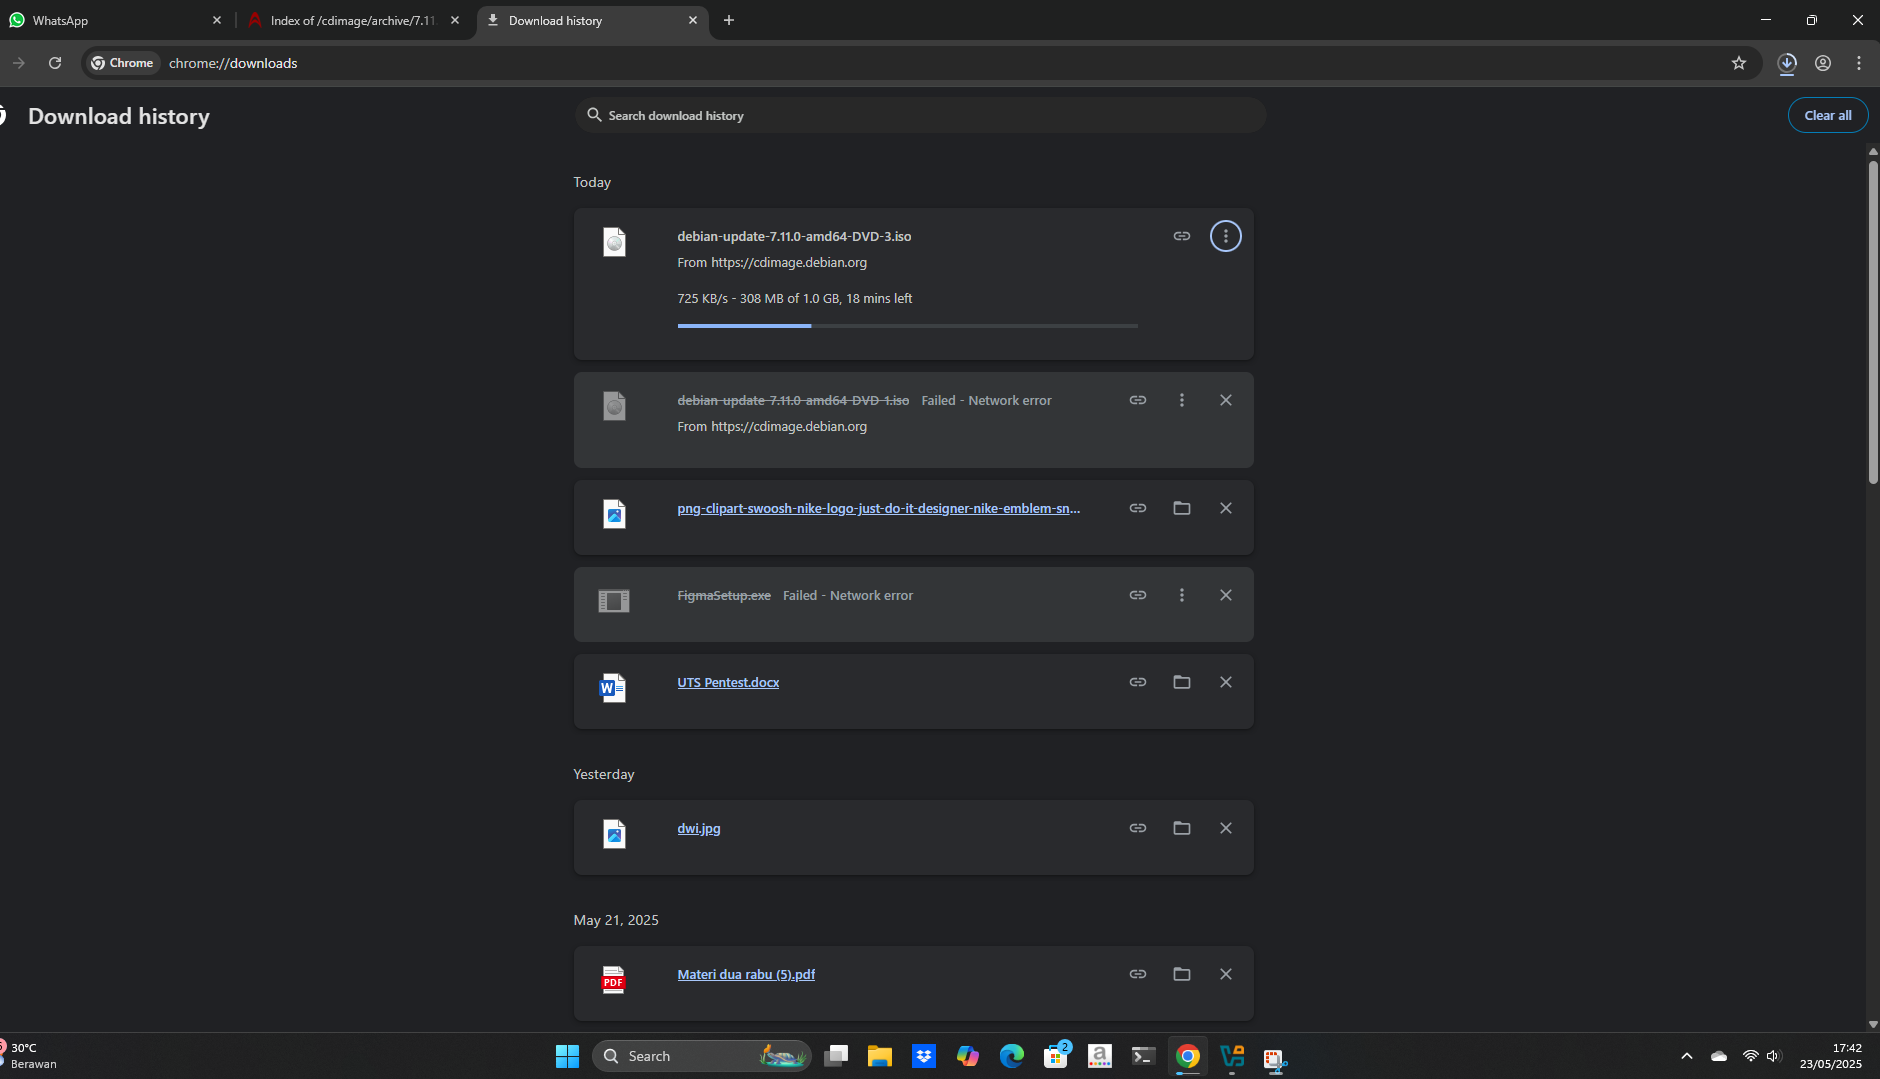 WhatsApp
Index of /cdimage/archive/7.11
Download history
Chrome
chrome://downloads
Download history
Search download history
Clear all
Today
debian-update-7.11.0-amd64-DVD-3.iso
From https://cdimage.debian.org
725 KB/s - 308 MB of 1.0 GB, 18 mins left
debian-update-7.11.0-amd64-DVD-1.iso Failed - Network error
From https://cdimage.debian.org
png-clipart-swoosh-nike-logo-just-do-it-designer-nike-emblem-sn...
FigmaSetup.exe Failed - Network error
W
UTS Pentest.docx
Yesterday
dwi.jpg
May 21, 2025
PDF
Materi dua rabu (5).pdf
30°C
Berawan
Search
2
a
17:42
23/05/2025